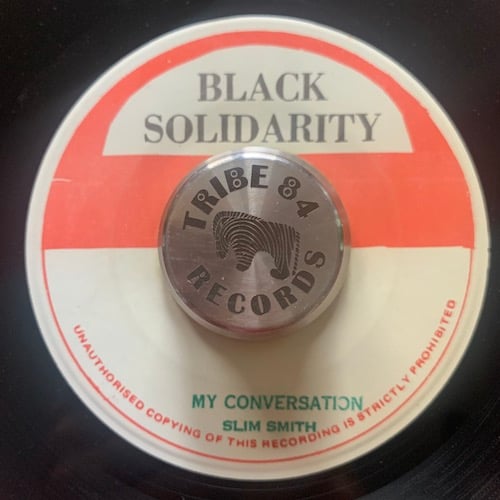 BLACK
SOLIDARITY
TRIBE 84
RECORDS
MY CONVERSATION
SLIM SMITH
UNAUTHORISED COPYING OF THIS RECORDING IS STRICTLY PROHIBITED